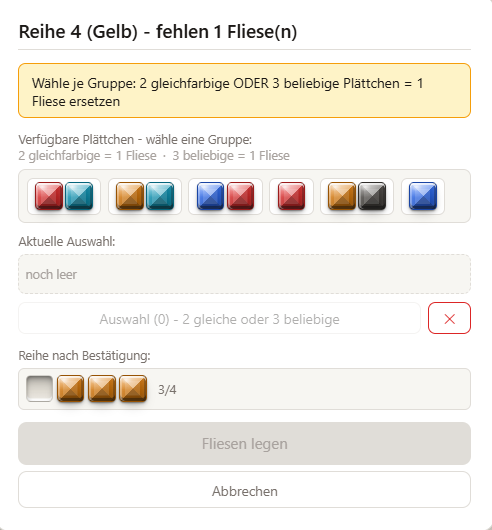 Reihe 4 (Gelb) - fehlen 1 Fliese(n)
Wähle je Gruppe: 2 gleichfarbige ODER 3 beliebige Plättchen = 1
Fliese ersetzen
Verfügbare Plättchen - wähle eine Gruppe:
2 gleichfarbige = 1 Fliese · 3 beliebige = 1 Fliese
Aktuelle Auswahl:
noch leer
Auswahl (0) - 2 gleiche oder 3 beliebige
Reihe nach Bestätigung:
3/4
Fliesen legen
Abbrechen